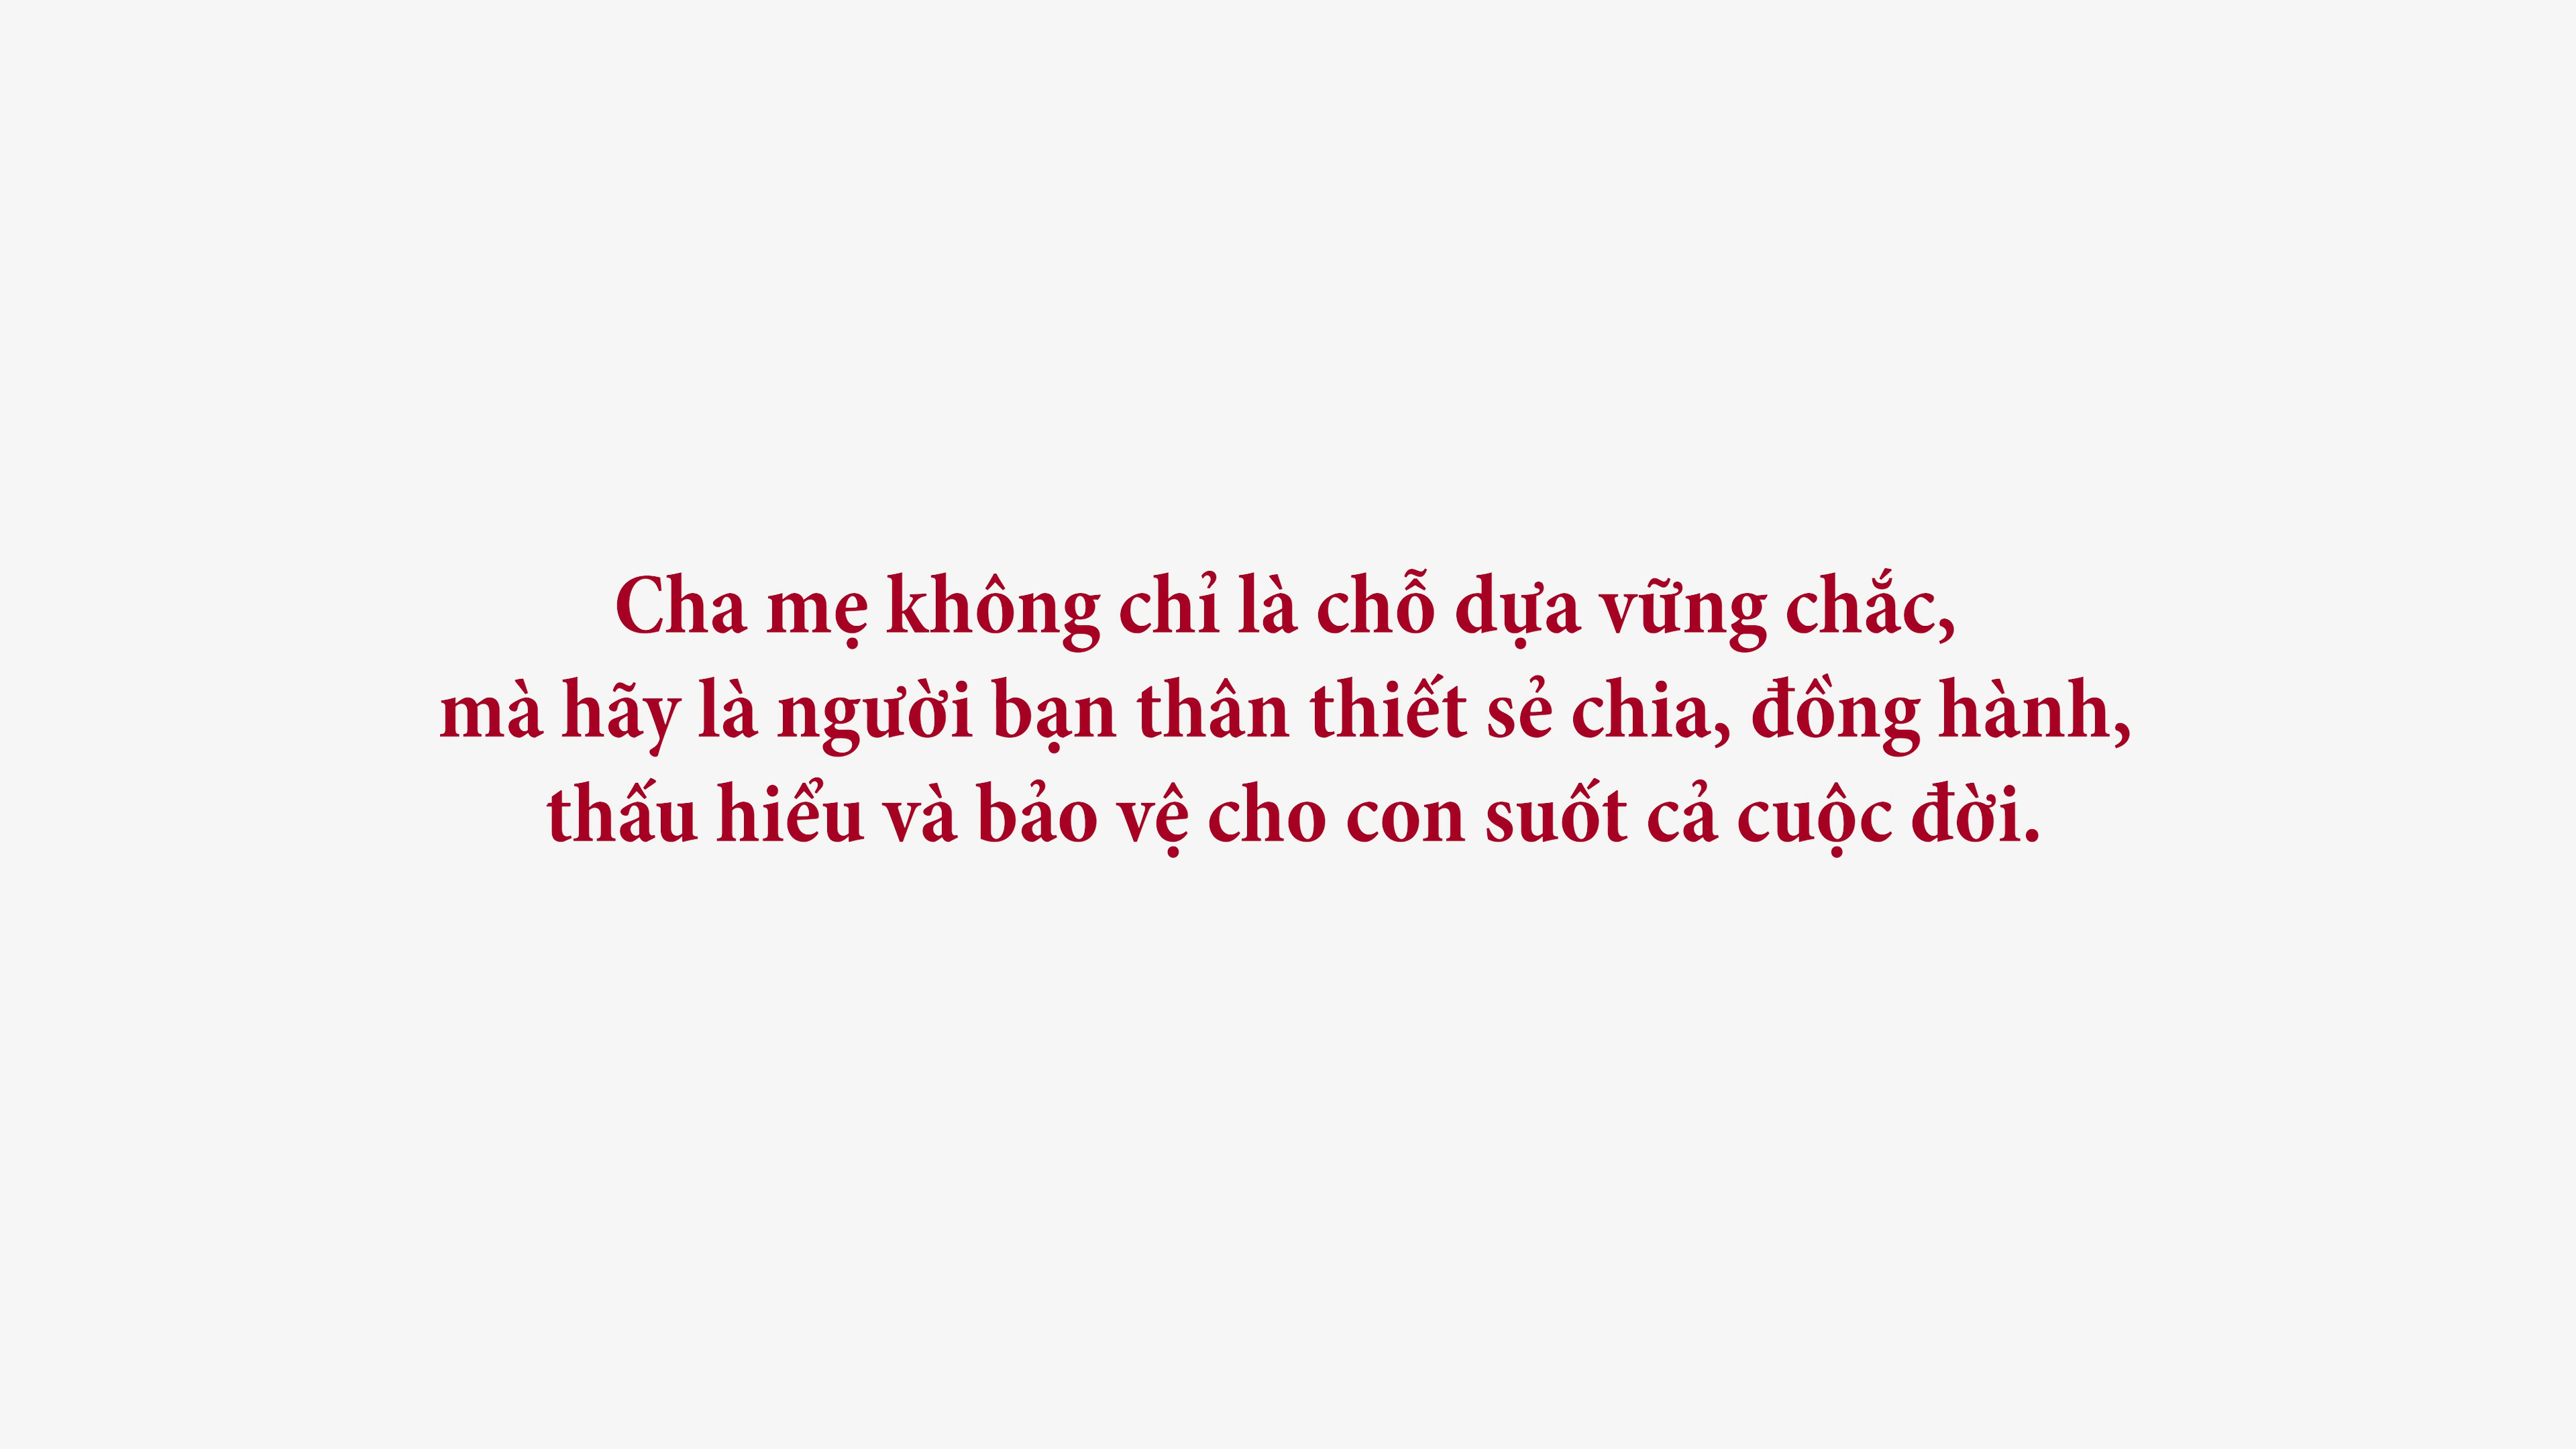 Cha mẹ không chỉ là chỗ dựa vững chắc,
mà hãy là người bạn thân thiết sẻ chia, đồng hành,
thấu hiểu và bảo vệ cho con suốt cả cuộc đời.